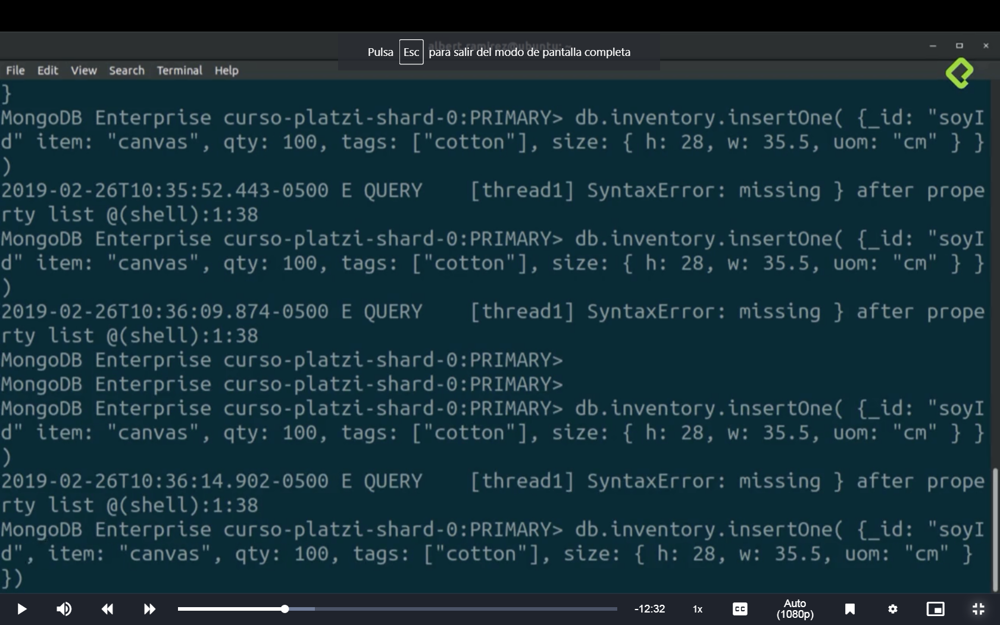 albert.ramirez@ubuntu: ~
Pulsa Esc para salir del modo de pantalla completa
File Edit View Search Terminal Help
}
MongoDB Enterprise curso-platzi-shard-0:PRIMARY> db.inventory.insertOne( {_id: "soyI
d" item: "canvas", qty: 100, tags: ["cotton"], size: { h: 28, w: 35.5, uom: "cm" } }
)
2019-02-26T10:35:52.443-0500 E QUERY    [thread1] SyntaxError: missing } after prope
rty list @(shell):1:38
MongoDB Enterprise curso-platzi-shard-0:PRIMARY> db.inventory.insertOne( {_id: "soyI
d" item: "canvas", qty: 100, tags: ["cotton"], size: { h: 28, w: 35.5, uom: "cm" } }
)
2019-02-26T10:36:09.874-0500 E QUERY    [thread1] SyntaxError: missing } after prope
rty list @(shell):1:38
MongoDB Enterprise curso-platzi-shard-0:PRIMARY>
MongoDB Enterprise curso-platzi-shard-0:PRIMARY>
MongoDB Enterprise curso-platzi-shard-0:PRIMARY> db.inventory.insertOne( {_id: "soyI
d" item: "canvas", qty: 100, tags: ["cotton"], size: { h: 28, w: 35.5, uom: "cm" } }
)
2019-02-26T10:36:14.902-0500 E QUERY    [thread1] SyntaxError: missing } after prope
rty list @(shell):1:38
MongoDB Enterprise curso-platzi-shard-0:PRIMARY> db.inventory.insertOne( {_id: "soyI
d", item: "canvas", qty: 100, tags: ["cotton"], size: { h: 28, w: 35.5, uom: "cm" }
})
-12:32 1x CC Auto
(1080p)